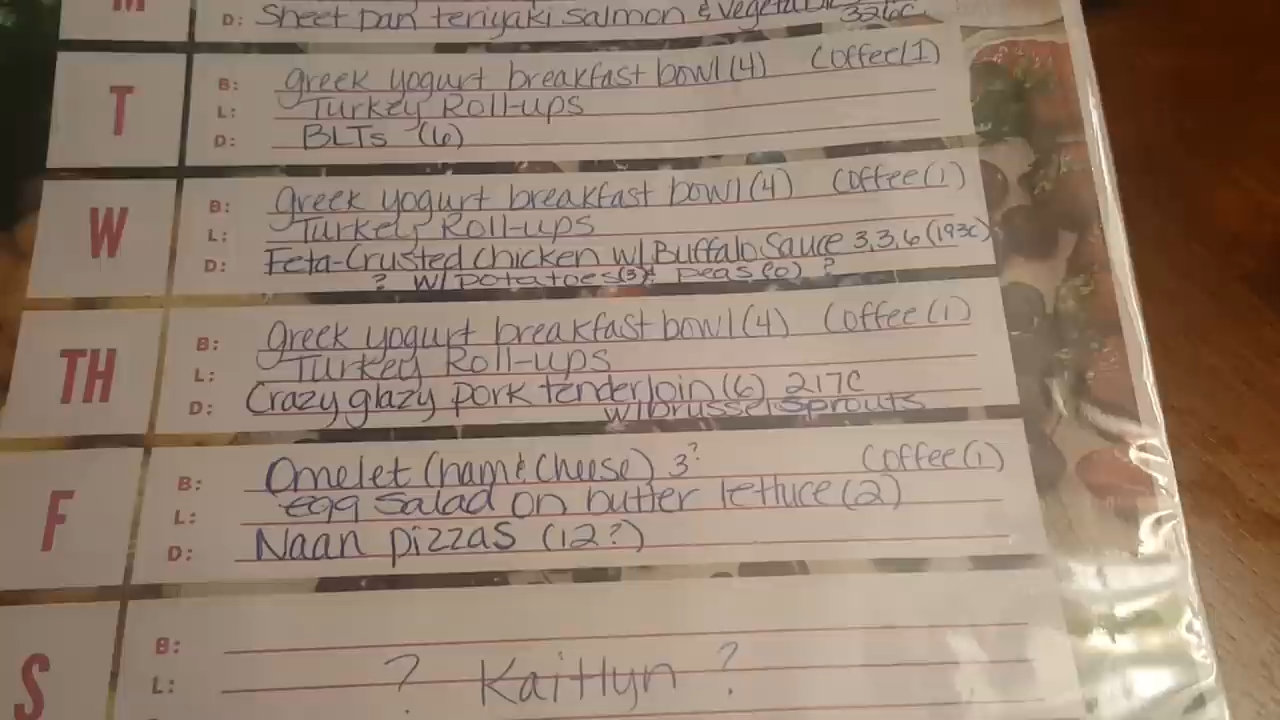 M
D: Sheet pan teriyaki salmon & vegetable 326c
T
B: greek yogurt breakfast bowl (4) Coffee(1)
L: Turkey Roll-ups
D: BLTs (6)
W
B: greek yogurt breakfast bowl (4) Coffee(1)
L: Turkey Roll-ups
D: Feta-Crusted Chicken w/Buffalo Sauce 3,3,6 (193c)
? w/ potatoes(3)& peas(0) ?
TH
B: greek yogurt breakfast bowl (4) Coffee (1)
L: Turkey Roll-ups
D: Crazy glazy pork tenderloin (6) 217c
w/brussel sprouts
F
B: Omelet (ham & Cheese) 3? Coffee(1)
L: egg salad on butter lettuce (2)
D: Naan pizzas (12?)
S
B:
L: ? Kaitlyn ?